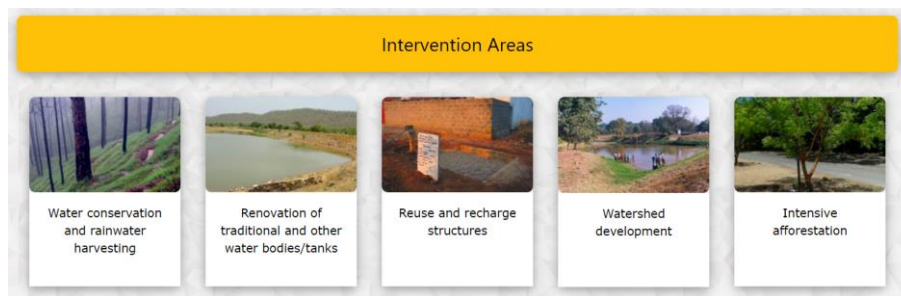 Intervention Areas
Water conservation
and rainwater
harvesting
Renovation of
traditional and other
water bodies/tanks
Reuse and recharge
structures
Watershed
development
Intensive
afforestation